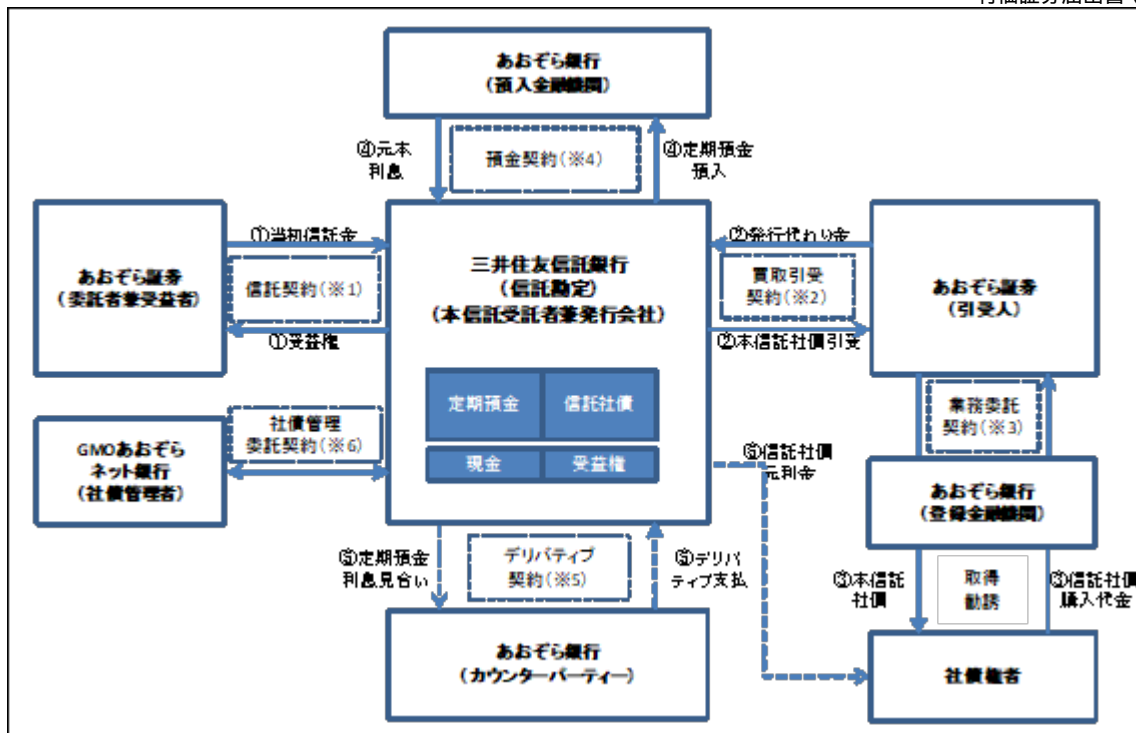 あおぞら銀行
(預入金融機関)
④元本
利息
預金契約(※4)
④定期預金
預入
あおぞら証券
(委託者兼受益者)
①当初信託金
信託契約(※1)
①受益権
三井住友信託銀行
(信託勘定)
(本信託受託者兼発行会社)
定期預金
信託社債
現金
受益権
②発行代わり金
買取引受
契約(※2)
②本信託社債引受
あおぞら証券
(引受人)
GMOあおぞら
ネット銀行
(社債管理者)
社債管理
委託契約(※6)
業務委託
契約(※3)
⑥信託社債
元利金
あおぞら銀行
(登録金融機関)
⑤定期預金
利息見合い
デリバティブ
契約(※5)
⑤デリバ
ティブ支払
③本信託
社債
取得
勧誘
③信託社債
購入代金
あおぞら銀行
(カウンターパーティー)
社債権者